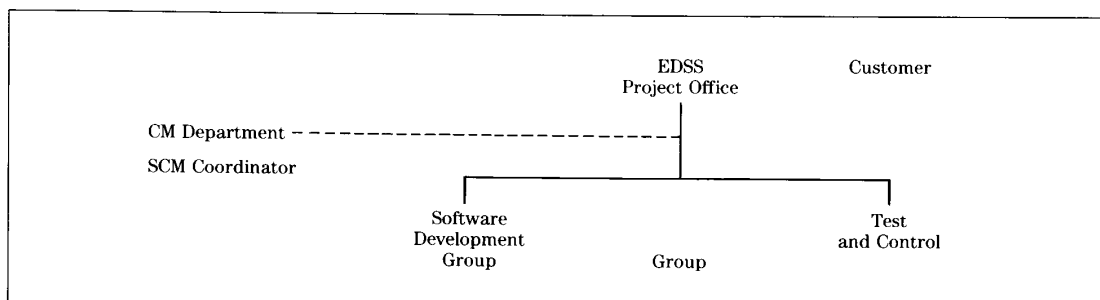 EDSS
Project Office
Customer
CM Department
SCM Coordinator
Software
Development
Group
Group
Test
and Control